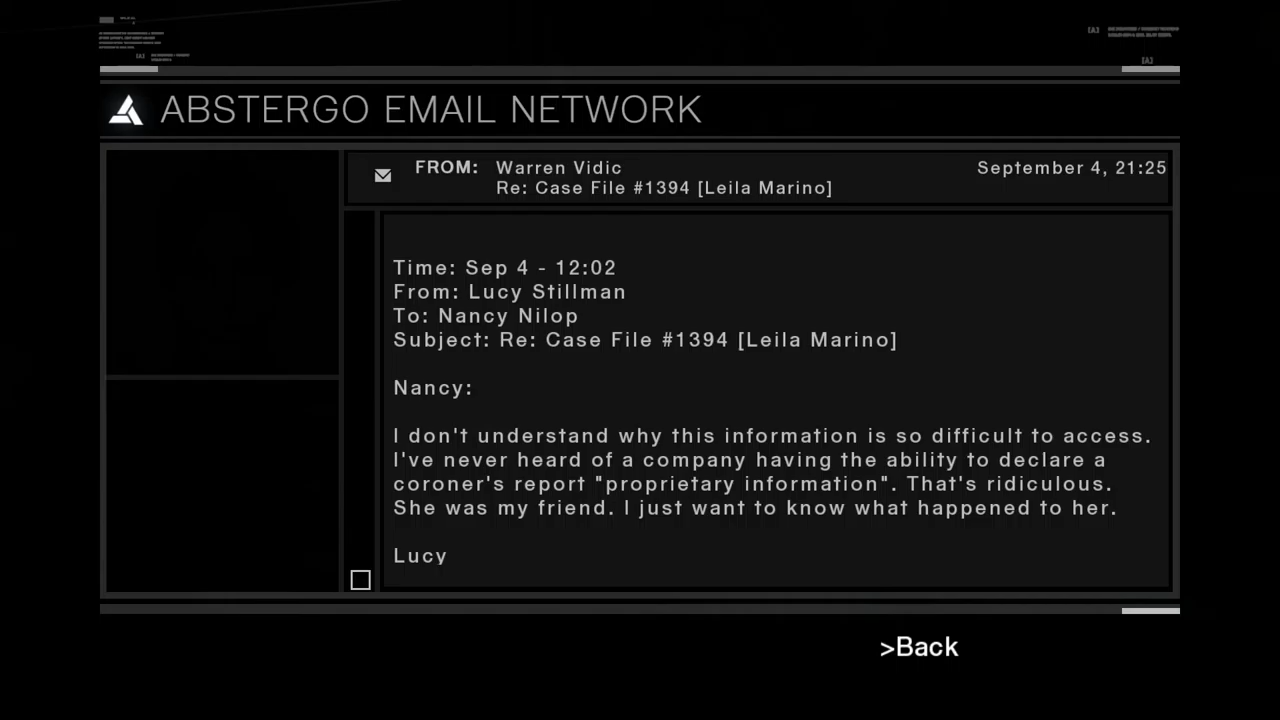 ABSTERGO EMAIL NETWORK
FROM: Warren Vidic September 4, 21:25
Re: Case File #1394 [Leila Marino]
Time: Sep 4 - 12:02
From: Lucy Stillman
To: Nancy Nilop
Subject: Re: Case File #1394 [Leila Marino]
Nancy:
I don't understand why this information is so difficult to access.
I've never heard of a company having the ability to declare a
coroner's report "proprietary information". That's ridiculous.
She was my friend. I just want to know what happened to her.
Lucy
>Back